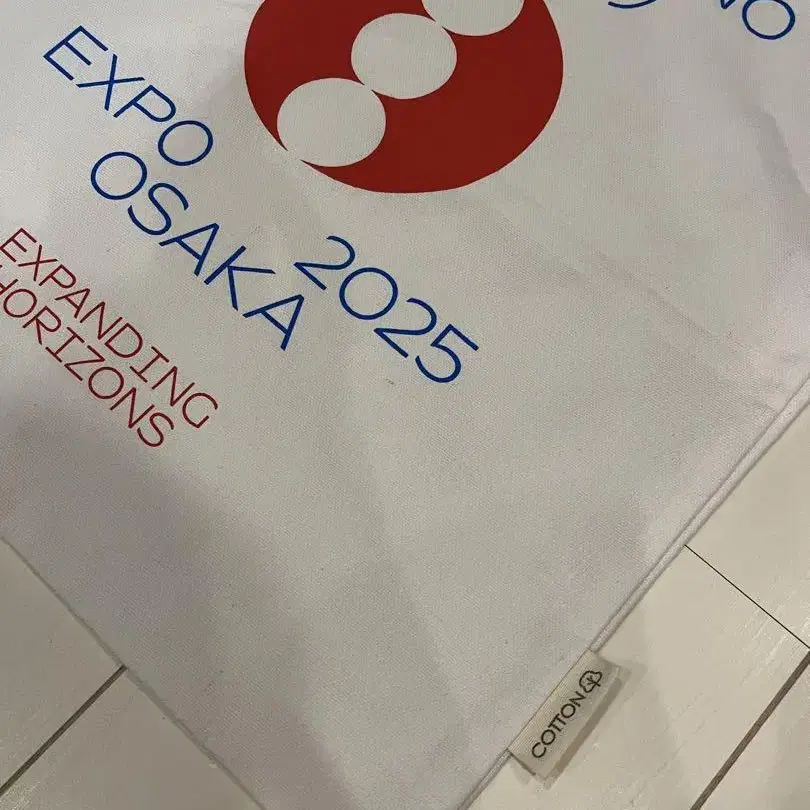 EXPO
2025
OSAKA
EXPANDING
HORIZONS
COTTON